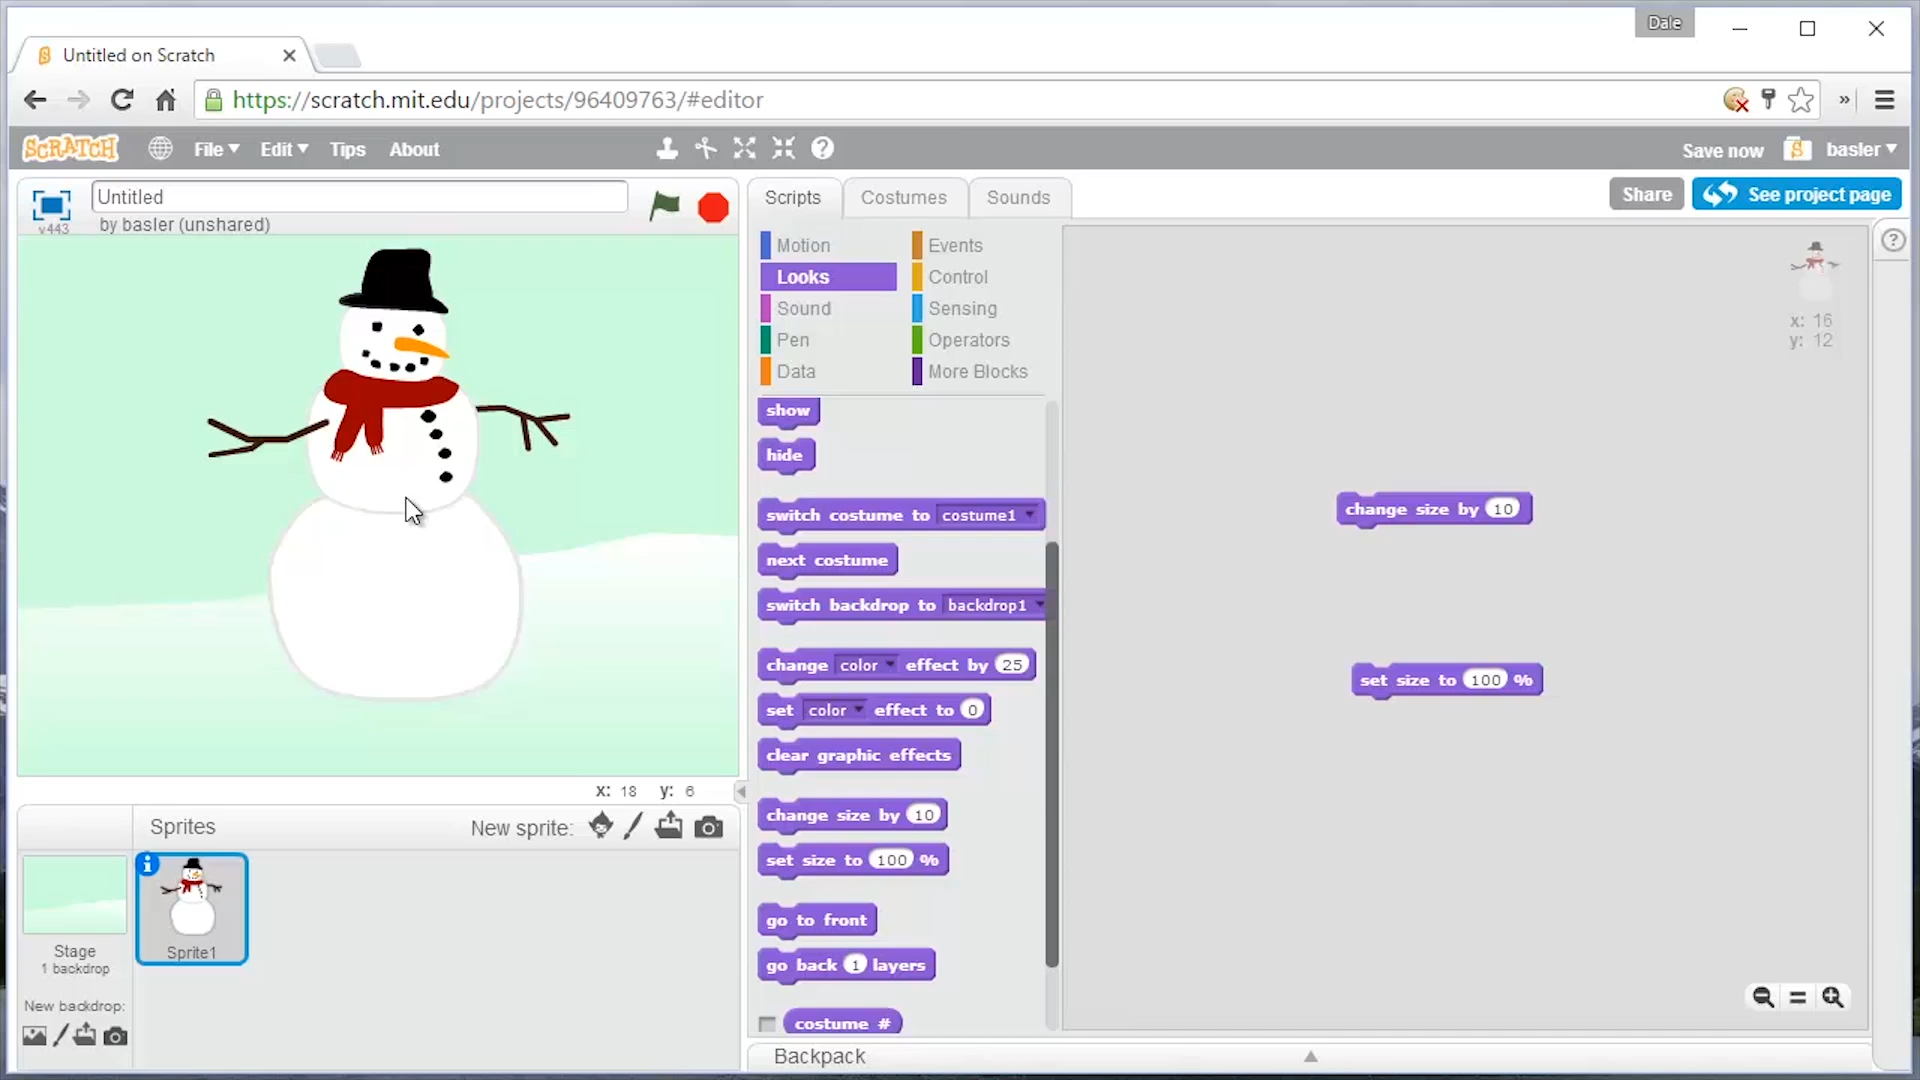 Dale
Untitled on Scratch
https://scratch.mit.edu/projects/96409763/#editor
SCRATCH File Edit Tips About Save now basler
Untitled
v443
by basler (unshared)
Scripts Costumes Sounds
Share See project page
Motion Events
Looks Control
Sound Sensing
Pen Operators
Data More Blocks
x: 16
y: 12
show
hide
switch costume to costume1
next costume
switch backdrop to backdrop1
change color effect by 25
set color effect to 0
clear graphic effects
change size by 10
set size to 100 %
go to front
go back 1 layers
costume #
change size by 10
set size to 100 %
x: 18 y: 6
Sprites New sprite:
Stage
1 backdrop
Sprite1
New backdrop:
Backpack